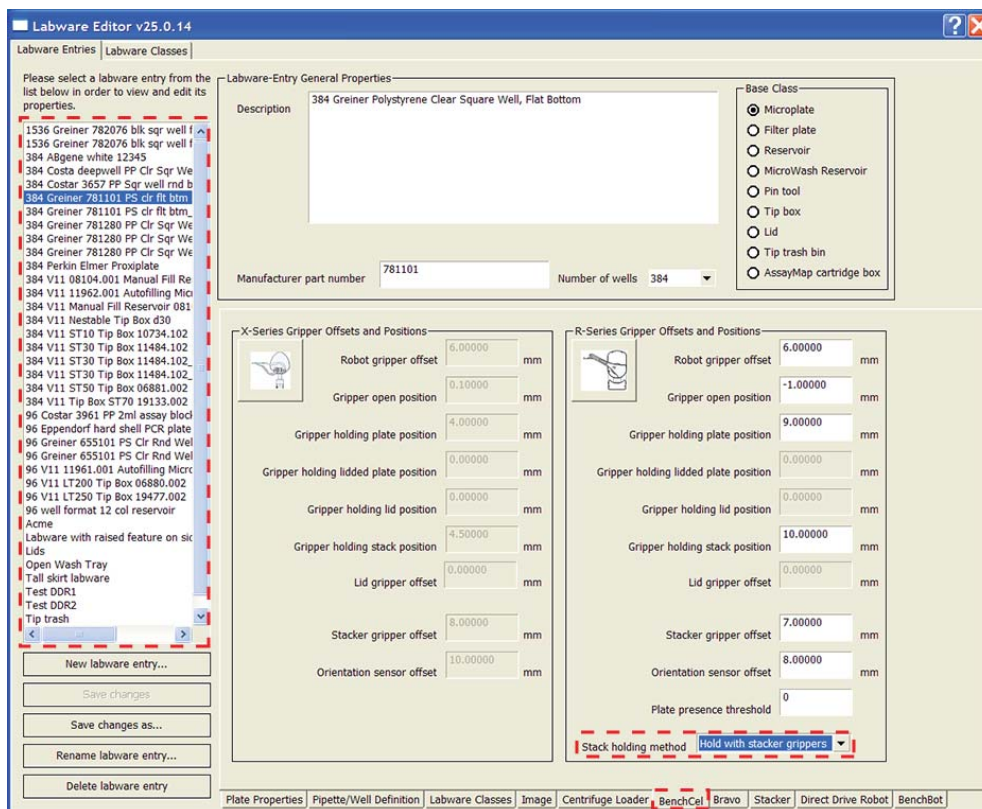 Labware Editor v25.0.14
Labware Entries
Labware Classes
Please select a labware entry from the
list below in order to view and edit its
properties.
1536 Greiner 782076 blk sqr well f
1536 Greiner 782076 blk sqr well f
384 ABgene white 12345
384 Costa deepwell PP Clr Sqr We
384 Costar 3657 PP Sqr well rnd b
384 Greiner 781101 PS clr flt btm
384 Greiner 781101 PS clr flt btm_
384 Greiner 781280 PP Clr Sqr We
384 Greiner 781280 PP Clr Sqr We
384 Greiner 781280 PP Clr Sqr We
384 Perkin Elmer Proxiplate
384 V11 08104.001 Manual Fill Re
384 V11 11962.001 Autofilling Mic
384 V11 Manual Fill Reservoir 081
384 V11 Nestable Tip Box d30
384 V11 ST10 Tip Box 10734.102
384 V11 ST30 Tip Box 11484.102
384 V11 ST30 Tip Box 11484.102_
384 V11 ST30 Tip Box 11484.102_
384 V11 ST50 Tip Box 06881.002
384 V11 Tip Box ST70 19133.002
96 Costar 3961 PP 2ml assay block
96 Eppendorf hard shell PCR plate
96 Greiner 655101 PS Clr Rnd Wel
96 Greiner 655101 PS Clr Rnd Wel
96 V11 11961.001 Autofilling Micro
96 V11 LT200 Tip Box 06880.002
96 V11 LT250 Tip Box 19477.002
96 well format 12 col reservoir
Acme
Labware with raised feature on sid
Lids
Open Wash Tray
Tall skirt labware
Test DDR1
Test DDR2
Tip trash
New labware entry...
Save changes
Save changes as...
Rename labware entry...
Delete labware entry
Labware-Entry General Properties
Description
384 Greiner Polystyrene Clear Square Well, Flat Bottom
Manufacturer part number 781101
Number of wells 384
Base Class
Microplate
Filter plate
Reservoir
MicroWash Reservoir
Pin tool
Tip box
Lid
Tip trash bin
AssayMap cartridge box
X-Series Gripper Offsets and Positions
Robot gripper offset 6.00000 mm
Gripper open position 0.10000 mm
Gripper holding plate position 4.00000 mm
Gripper holding lidded plate position 0.00000 mm
Gripper holding lid position 0.00000 mm
Gripper holding stack position 4.50000 mm
Lid gripper offset 0.00000 mm
Stacker gripper offset 8.00000 mm
Orientation sensor offset 10.00000 mm
R-Series Gripper Offsets and Positions
Robot gripper offset 6.00000 mm
Gripper open position -1.00000 mm
Gripper holding plate position 9.00000 mm
Gripper holding lidded plate position 0.00000 mm
Gripper holding lid position 0.00000 mm
Gripper holding stack position 10.00000 mm
Lid gripper offset 0.00000 mm
Stacker gripper offset 7.00000 mm
Orientation sensor offset 8.00000 mm
Plate presence threshold 0
Stack holding method Hold with stacker grippers
Plate Properties
Pipette/Well Definition
Labware Classes
Image
Centrifuge Loader
BenchCel
Bravo
Stacker
Direct Drive Robot
BenchBot